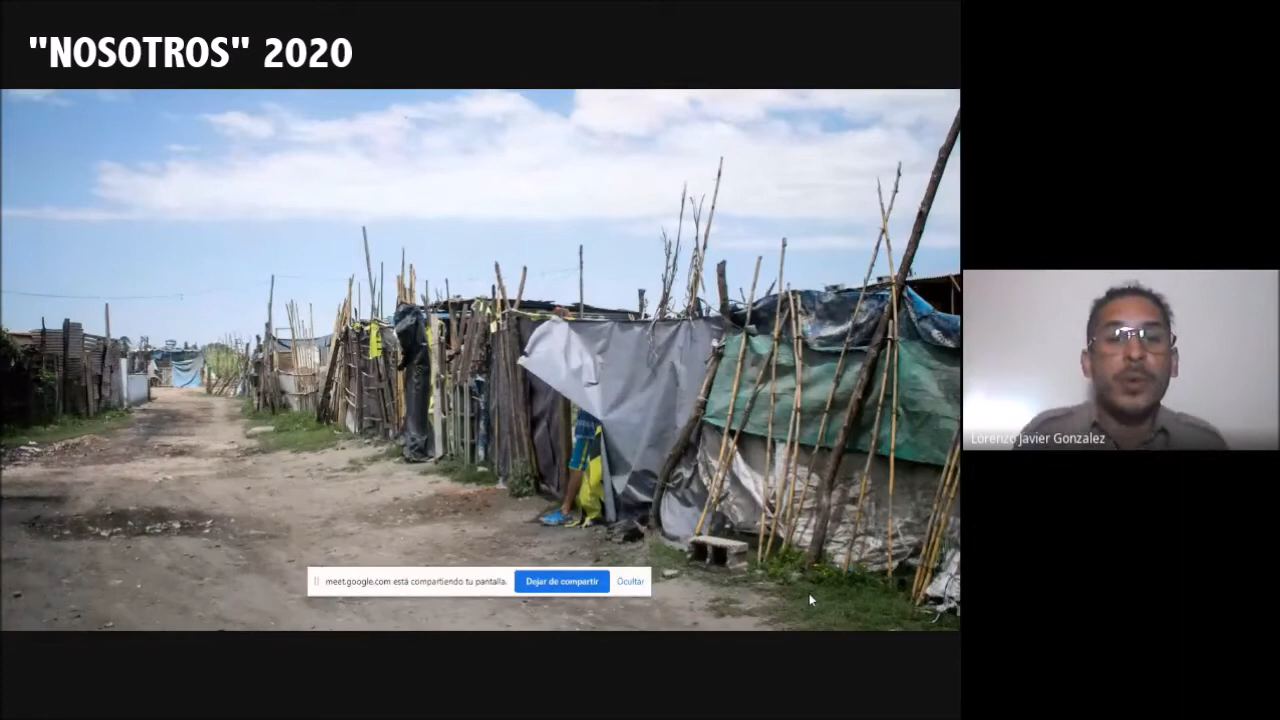 "NOSOTROS" 2020
meet.google.com está compartiendo tu pantalla. Dejar de compartir Ocultar
Lorenzo Javier Gonzalez